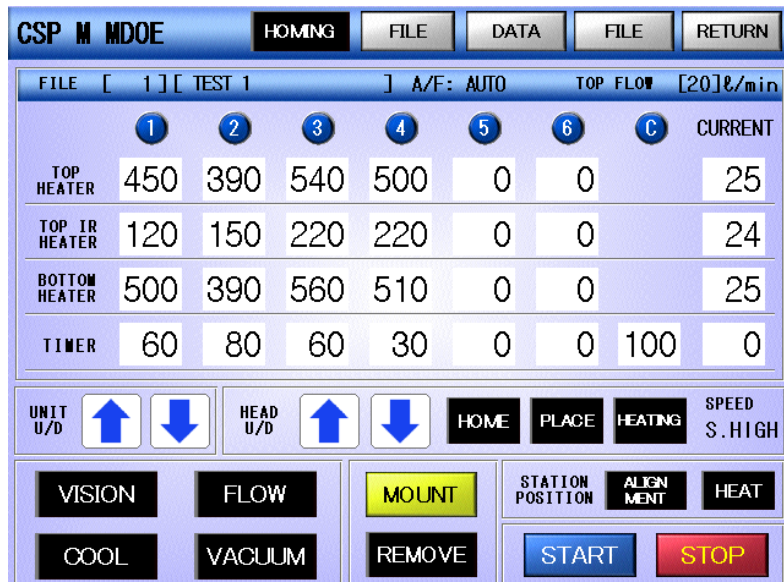 CSP M MDOE HOMING FILE DATA FILE RETURN
FILE [ 1][ TEST 1 ] A/F: AUTO TOP FLOW [20]ℓ/min
1 2 3 4 5 6 C CURRENT
TOP HEATER 450 390 540 500 0 0 25
TOP IR HEATER 120 150 220 220 0 0 24
BOTTOM HEATER 500 390 560 510 0 0 25
TIMER 60 80 60 30 0 0 100 0
UNIT U/D HEAD U/D HOME PLACE HEATING SPEED S.HIGH
VISION FLOW MOUNT STATION POSITION ALIGN MENT HEAT
COOL VACUUM REMOVE START STOP